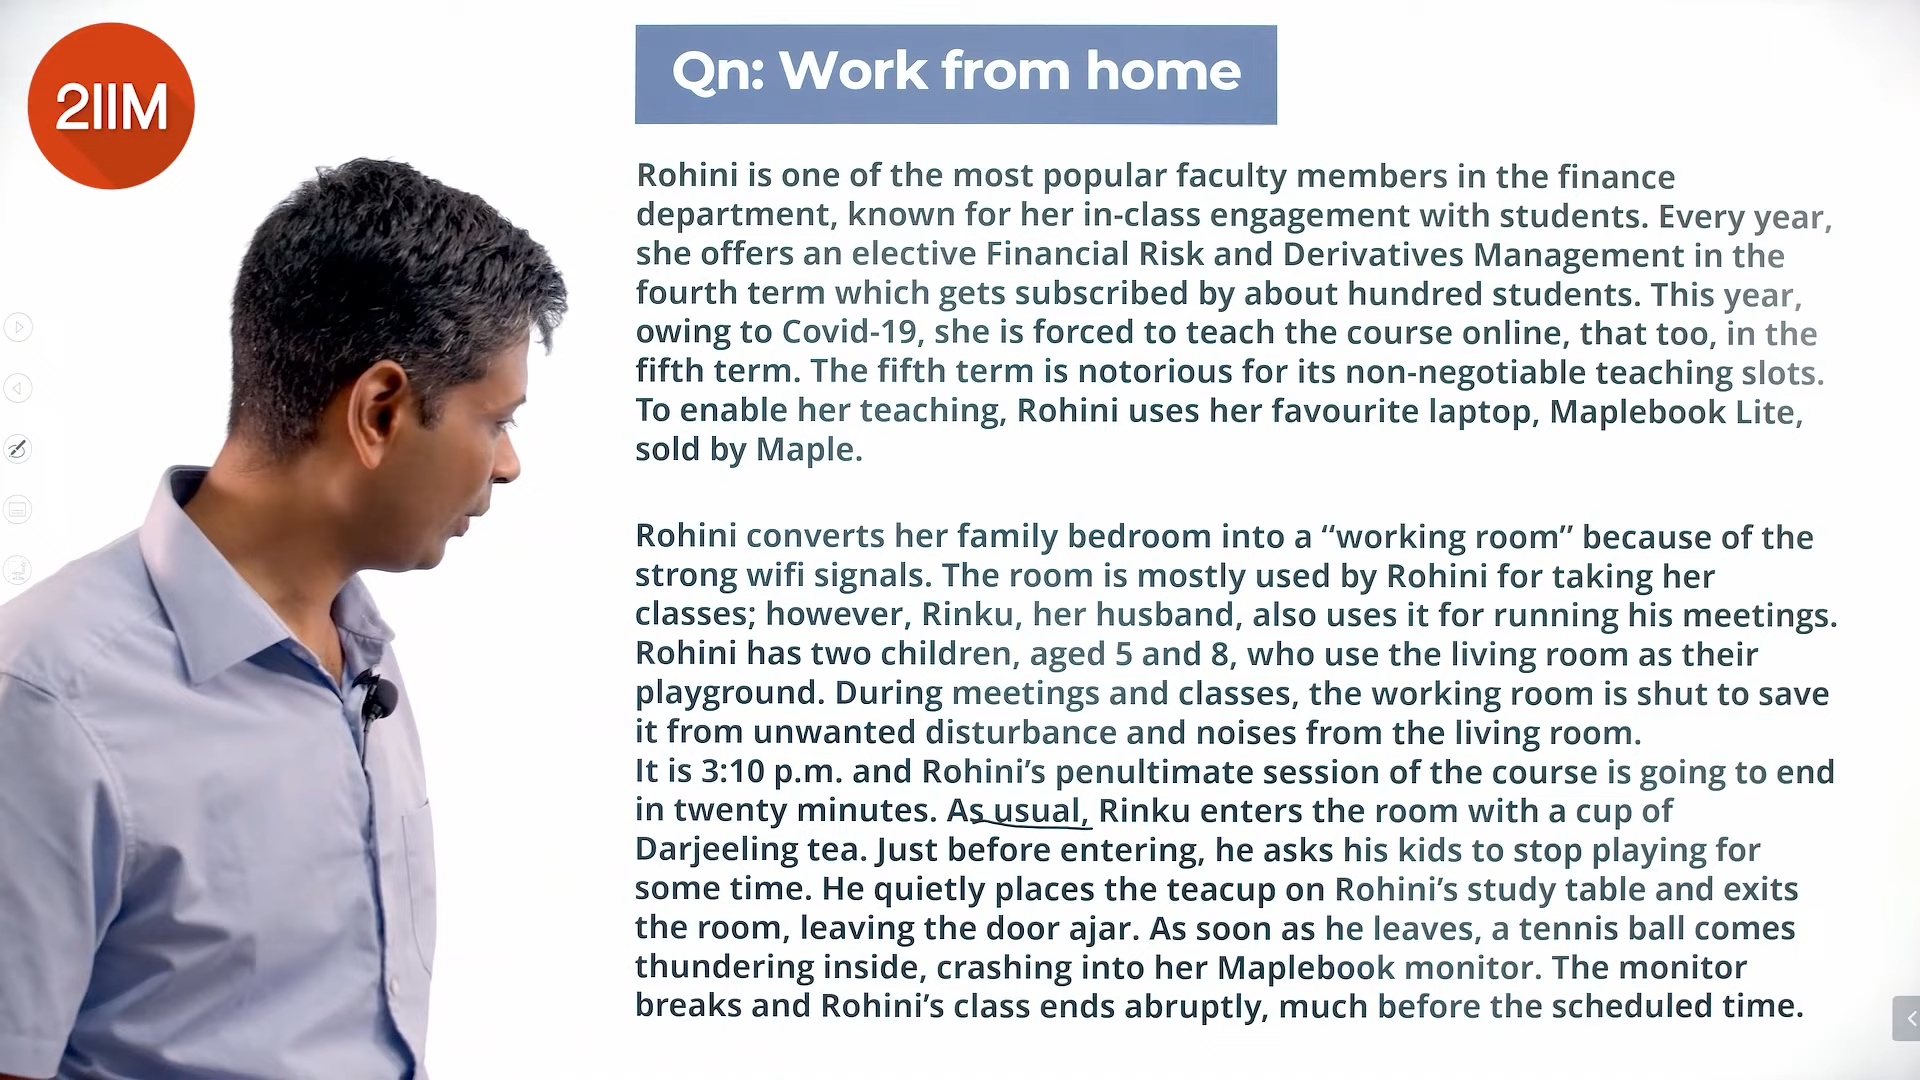 2IIM
Qn: Work from home
Rohini is one of the most popular faculty members in the finance
department, known for her in-class engagement with students. Every year,
she offers an elective Financial Risk and Derivatives Management in the
fourth term which gets subscribed by about hundred students. This year,
owing to Covid-19, she is forced to teach the course online, that too, in the
fifth term. The fifth term is notorious for its non-negotiable teaching slots.
To enable her teaching, Rohini uses her favourite laptop, Maplebook Lite,
sold by Maple.
Rohini converts her family bedroom into a “working room” because of the
strong wifi signals. The room is mostly used by Rohini for taking her
classes; however, Rinku, her husband, also uses it for running his meetings.
Rohini has two children, aged 5 and 8, who use the living room as their
playground. During meetings and classes, the working room is shut to save
it from unwanted disturbance and noises from the living room.
It is 3:10 p.m. and Rohini’s penultimate session of the course is going to end
in twenty minutes. As usual, Rinku enters the room with a cup of
Darjeeling tea. Just before entering, he asks his kids to stop playing for
some time. He quietly places the teacup on Rohini’s study table and exits
the room, leaving the door ajar. As soon as he leaves, a tennis ball comes
thundering inside, crashing into her Maplebook monitor. The monitor
breaks and Rohini’s class ends abruptly, much before the scheduled time.